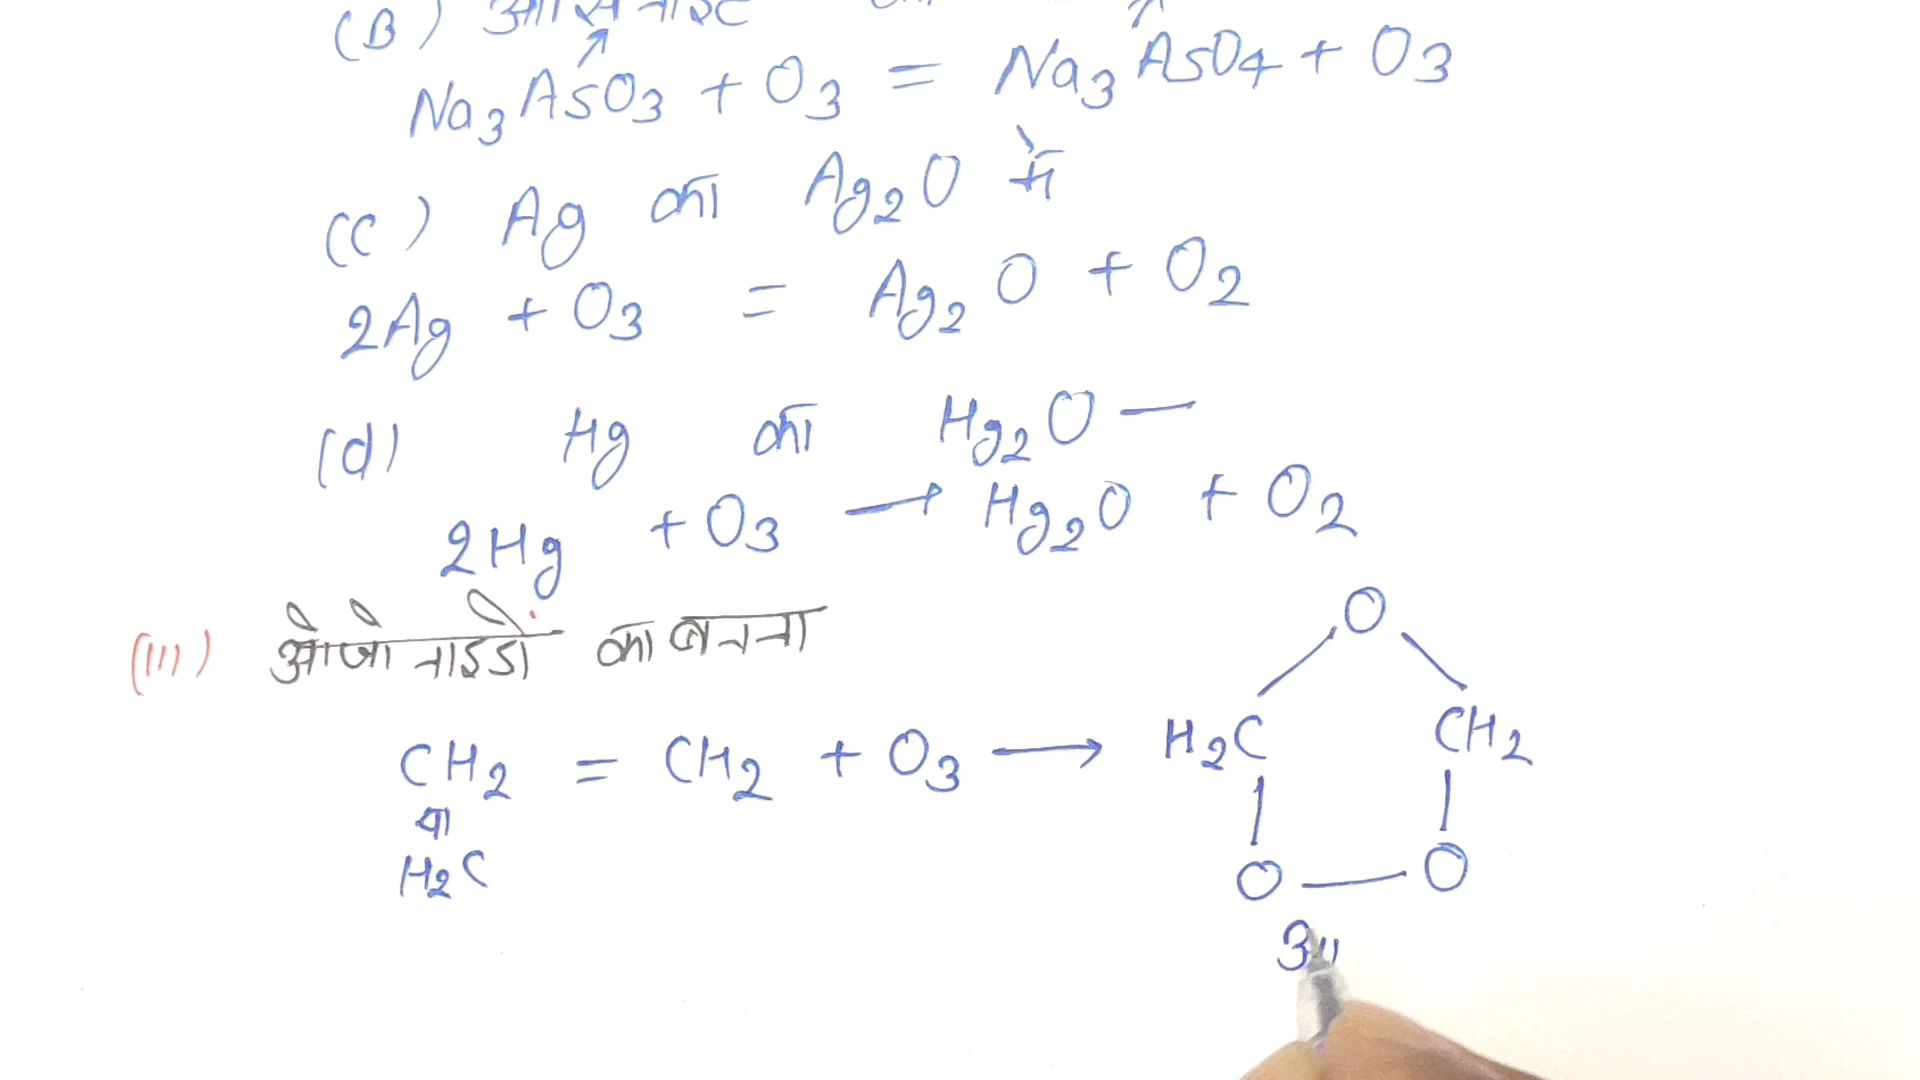 (B)
Na3AsO3 + O3 = Na3AsO4 + O3
(C) Ag का Ag2O में
2Ag + O3 = Ag2O + O2
(d) Hg का Hg2O —
2Hg + O3 → Hg2O + O2
(iii) ओजोनाइडों का बनना
O
CH2 = CH2 + O3 → H2C CH2
या
H2C O — O